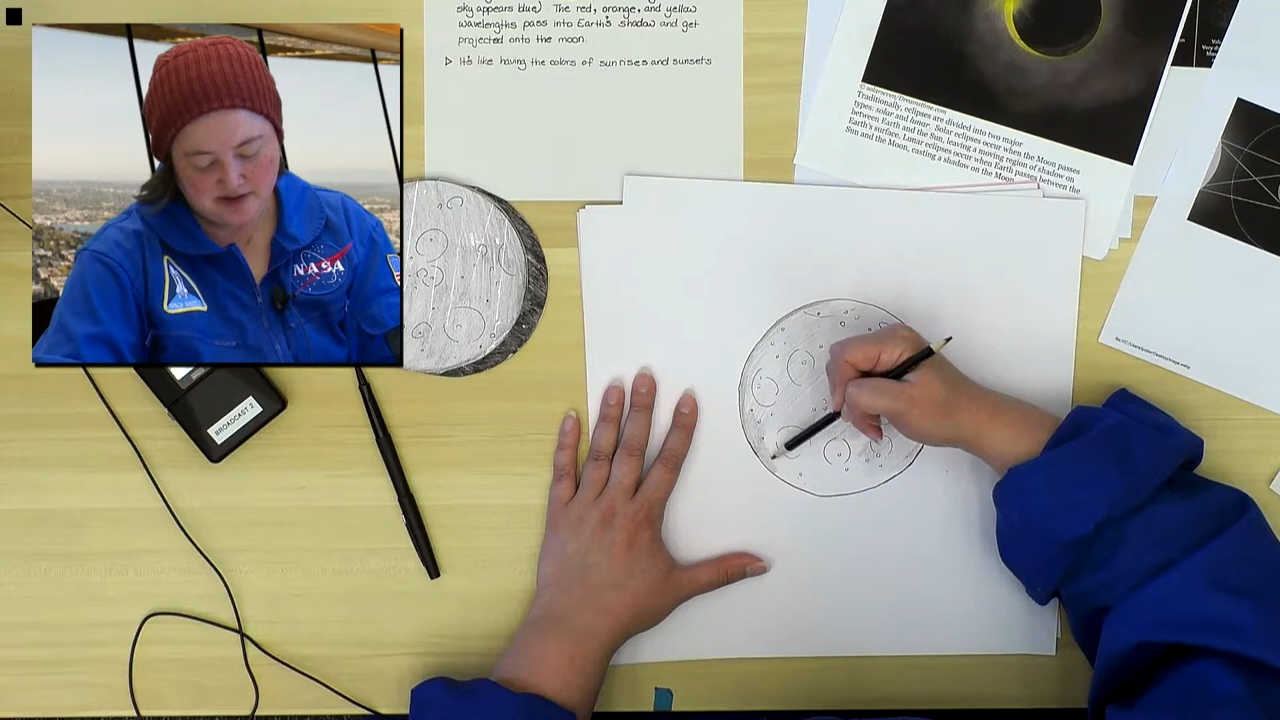 sky appears blue). The red, orange, and yellow
wavelengths pass into Earth's shadow and get
projected onto the moon.
▷ It's like having the colors of sunrises and sunsets
© solarseven/Dreamstime.com
Traditionally, eclipses are divided into two major
types: solar and lunar. Solar eclipses occur when the Moon passes
between Earth and the Sun, leaving a moving region of shadow on
Earth's surface. Lunar eclipses occur when Earth passes between the
Sun and the Moon, casting a shadow on the Moon.
NASA
BROADCAST 2